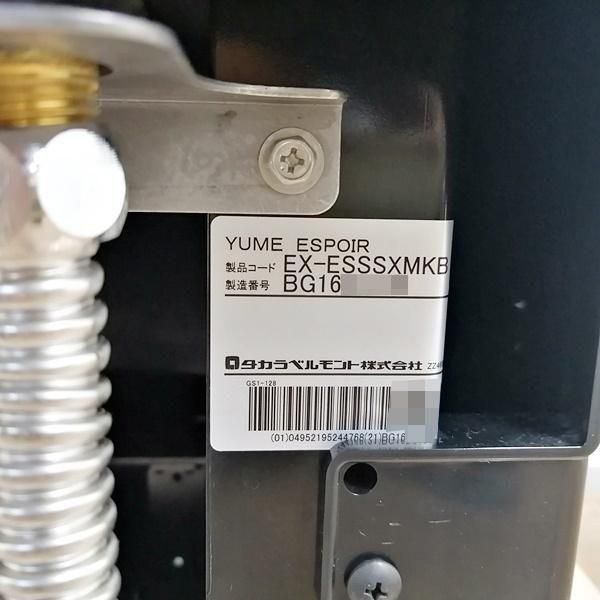 YUME ESPOIR
製品コード EX-ESSSXMKB
製造番号 BG16
タカラベルモント株式会社
GS1-128
(01)04952195244768(21)BG16